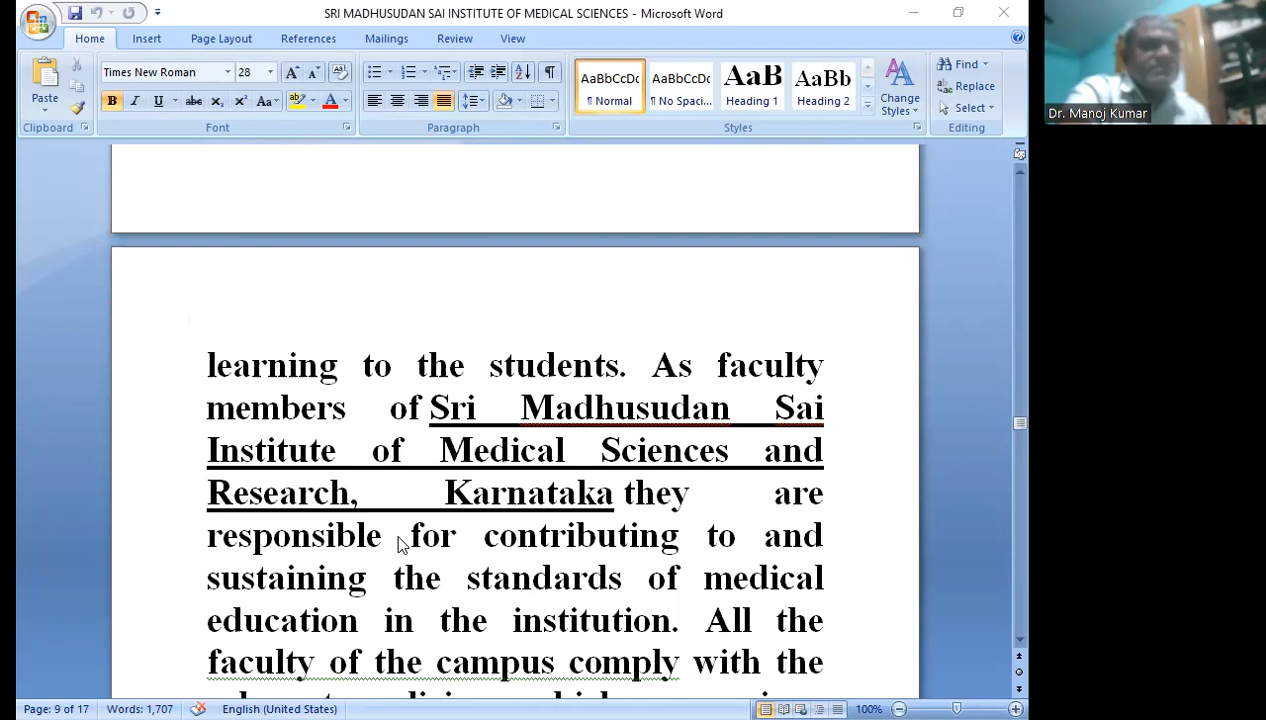 SRI MADHUSUDAN SAI INSTITUTE OF MEDICAL SCIENCES - Microsoft Word
Home Insert Page Layout References Mailings Review View
Paste
Clipboard
Times New Roman 28
B I U abc x₂ x² Aa
Font
Paragraph
AaBbCcDc AaBbCcDc AaBb AaBb
¶ Normal ¶ No Spaci... Heading 1 Heading 2
Change Styles
Styles
Find
Replace
Select
Editing
Dr. Manoj Kumar
learning to the students. As faculty
members of Sri Madhusudan Sai
Institute of Medical Sciences and
Research, Karnataka they are
responsible for contributing to and
sustaining the standards of medical
education in the institution. All the
faculty of the campus comply with the
Page: 9 of 17 Words: 1,707 English (United States) 100%